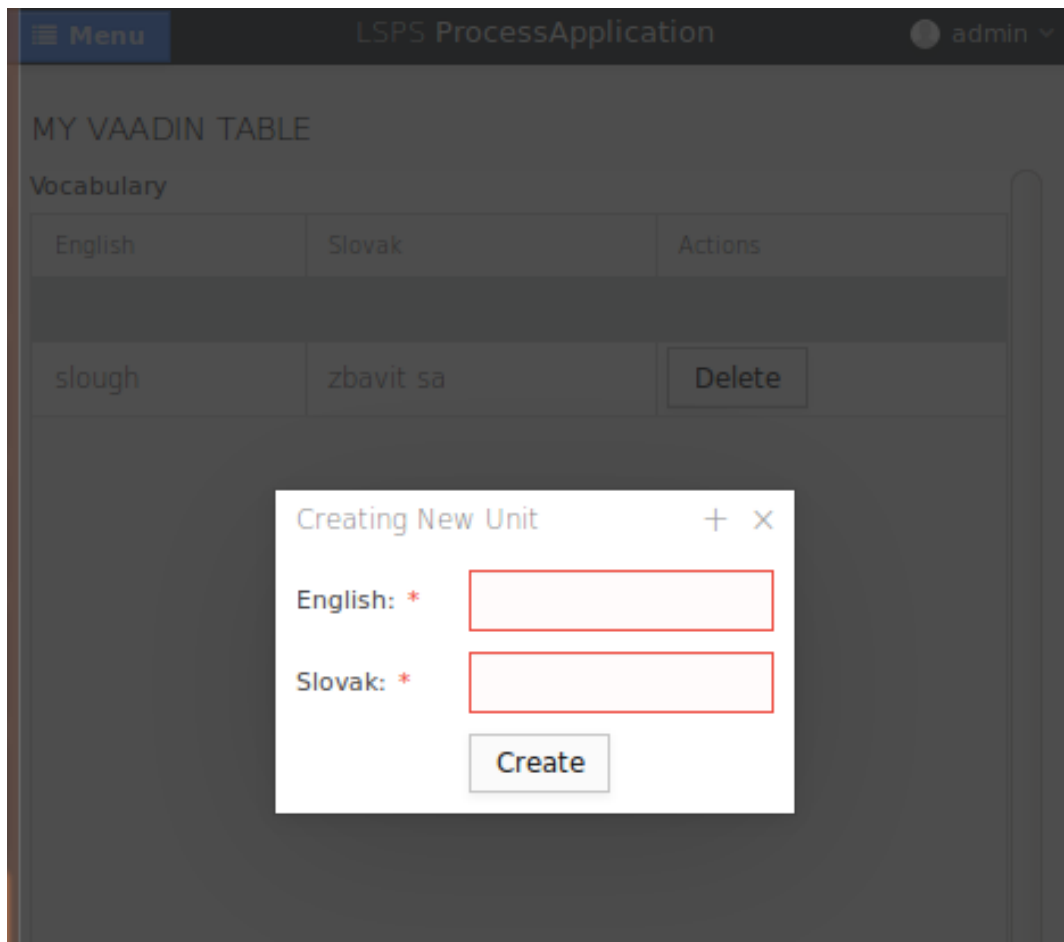 Menu LSPS ProcessApplication admin
MY VAADIN TABLE
Vocabulary
English Slovak Actions
slough zbavit sa Delete
Creating New Unit
English: *
Slovak: *
Create